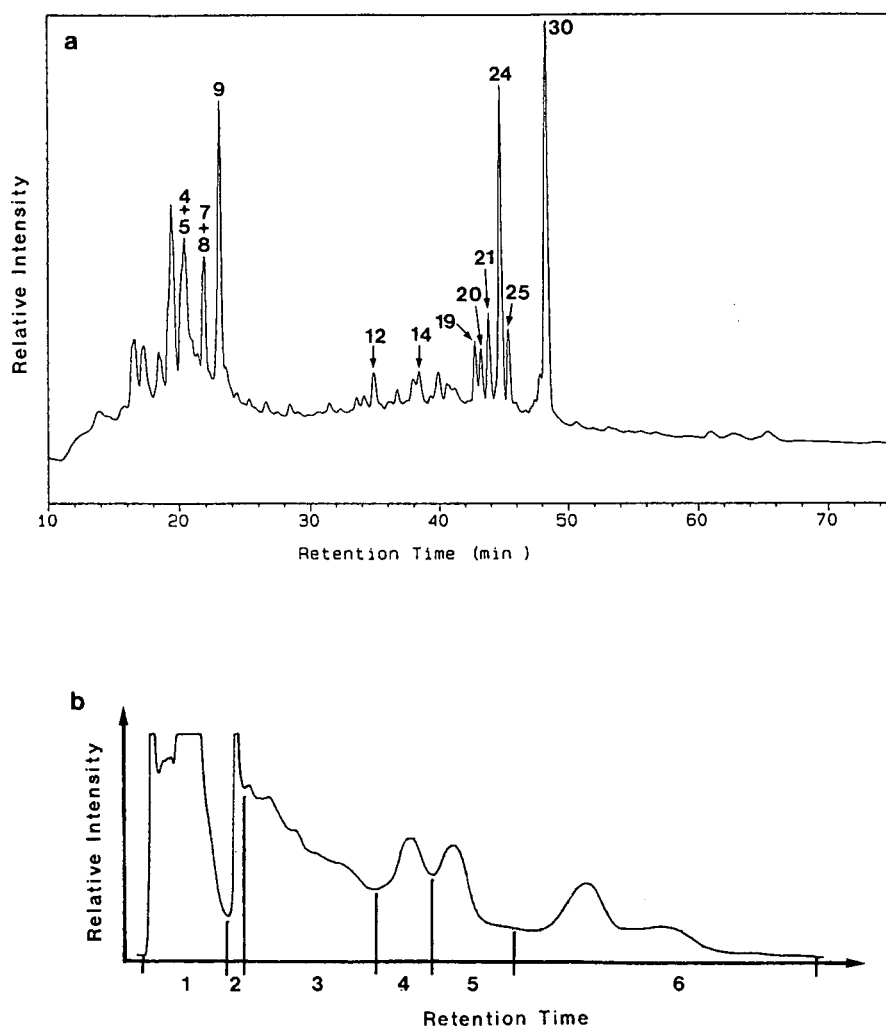 a
30
24
9
4
+
5
7
+
8
21
20
25
19
12
14
Relative Intensity
10 20 30 40 50 60 70
Retention Time (min )
b
Relative Intensity
1 2 3 4 5 6
Retention Time